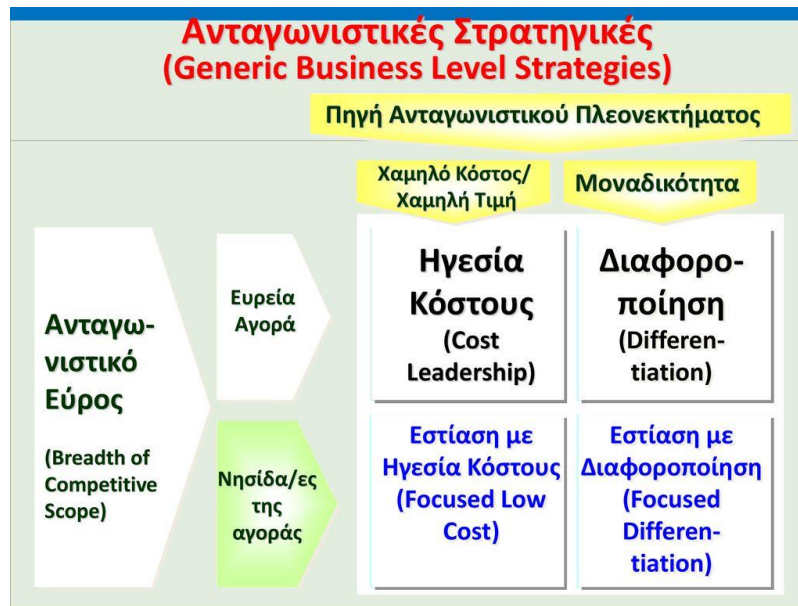 Ανταγωνιστικές Στρατηγικές
(Generic Business Level Strategies)
Πηγή Ανταγωνιστικού Πλεονεκτήματος
Χαμηλό Κόστος/
Χαμηλή Τιμή
Μοναδικότητα
Ανταγω-
νιστικό
Εύρος
(Breadth of
Competitive
Scope)
Ευρεία
Αγορά
Ηγεσία
Κόστους
(Cost
Leadership)
Διαφορο-
ποίηση
(Differen-
tiation)
Νησίδα/ες
της
αγοράς
Εστίαση με
Ηγεσία Κόστους
(Focused Low
Cost)
Εστίαση με
Διαφοροποίηση
(Focused
Differen-
tiation)